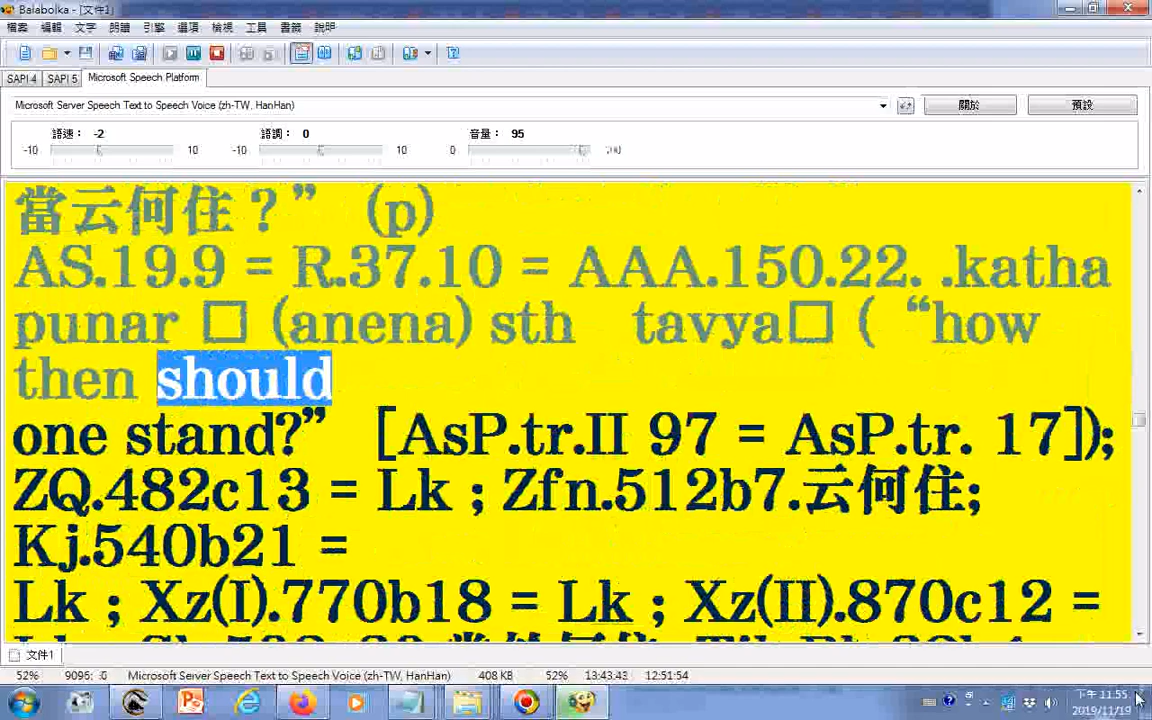 Balabolka - [文件1]
檔案 編輯 文字 朗讀 引擎 選項 檢視 工具 書籤 說明
SAPI 4 SAPI 5 Microsoft Speech Platform
Microsoft Server Speech Text to Speech Voice (zh-TW, HanHan) 關於 預設
語速： -2 語調： 0 音量： 95
-10 10 -10 10 0 100
當云何住？” (p)
AS.19.9 = R.37.10 = AAA.150.22. .katha
punar □ (anena) sth tavya□ ( “how
then should
one stand?” [AsP.tr.II 97 = AsP.tr. 17]);
ZQ.482c13 = Lk ; Zfn.512b7.云何住;
Kj.540b21 =
Lk ; Xz(I).770b18 = Lk ; Xz(II).870c12 =
文件1
52% 9095: :0 Microsoft Server Speech Text to Speech Voice (zh-TW, HanHan) 408 KB 52% 13:43.43 12:51:54
下午 11:55
2019/11/19